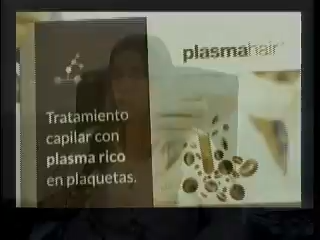 plasmahair
Tratamiento
capilar con
plasma rico
en plaquetas.